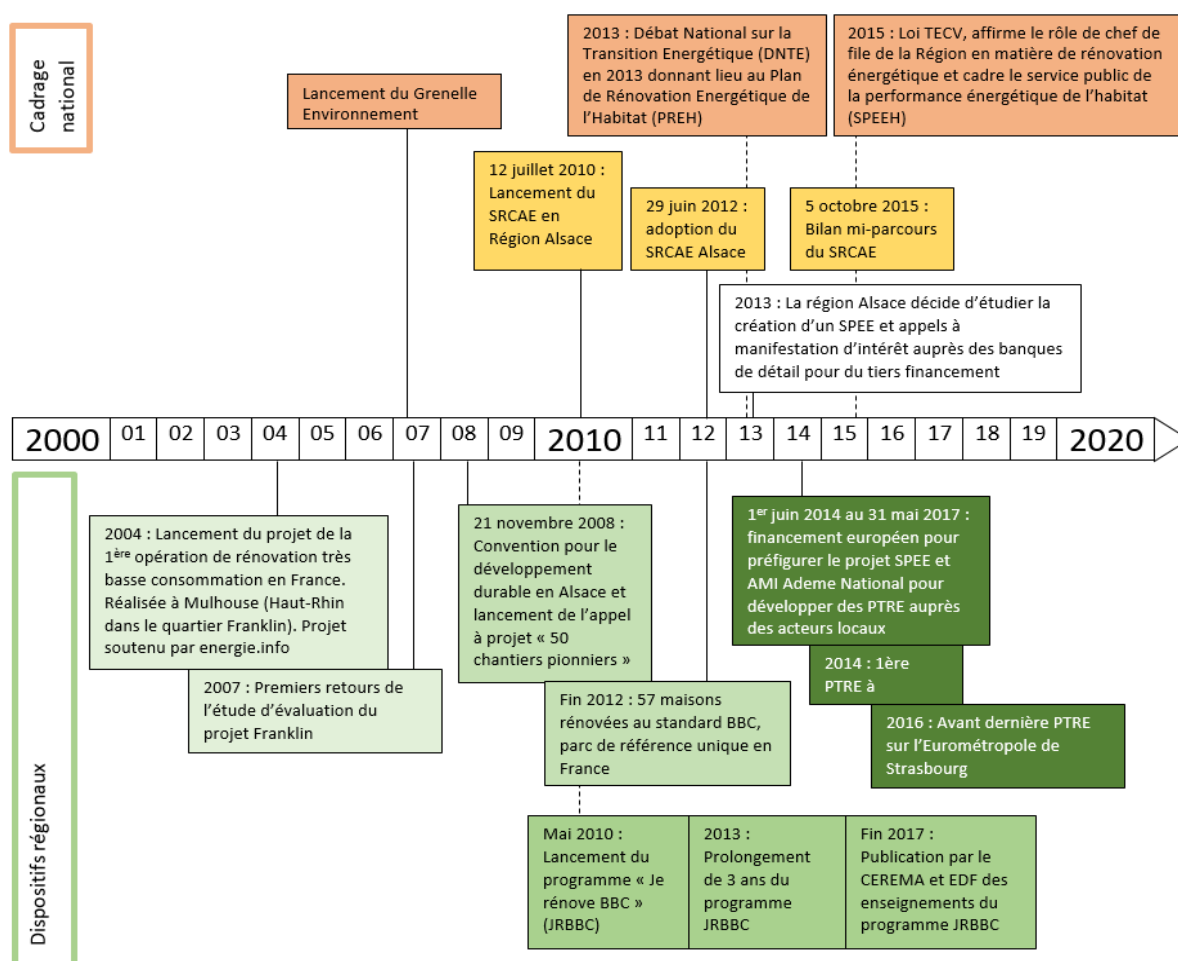 Cadrage
national
Lancement du Grenelle
Environnement
2013 : Débat National sur la
Transition Energétique (DNTE)
en 2013 donnant lieu au Plan
de Rénovation Energétique de
l'Habitat (PREH)
2015 : Loi TECV, affirme le rôle de chef de
file de la Région en matière de rénovation
énergétique et cadre le service public de
la performance énergétique de l'habitat
(SPEEH)
12 juillet 2010 :
Lancement du
SRCAE en
Région Alsace
29 juin 2012 :
adoption du
SRCAE Alsace
5 octobre 2015 :
Bilan mi-parcours
du SRCAE
2013 : La région Alsace décide d'étudier la
création d'un SPEE et appels à
manifestation d'intérêt auprès des banques
de détail pour du tiers financement
2000 01 02 03 04 05 06 07 08 09 2010 11 12 13 14 15 16 17 18 19 2020
Dispositifs régionaux
2004 : Lancement du projet de la
1ère opération de rénovation très
basse consommation en France.
Réalisée à Mulhouse (Haut-Rhin
dans le quartier Franklin). Projet
soutenu par energie.info
2007 : Premiers retours de
l'étude d'évaluation du
projet Franklin
21 novembre 2008 :
Convention pour le
développement
durable en Alsace et
lancement de l'appel
à projet « 50
chantiers pionniers »
Fin 2012 : 57 maisons
rénovées au standard BBC,
parc de référence unique en
France
1er juin 2014 au 31 mai 2017 :
financement européen pour
préfigurer le projet SPEE et
AMI Ademe National pour
développer des PTRE auprès
des acteurs locaux
2014 : 1ère
PTRE à
2016 : Avant dernière PTRE
sur l'Eurométropole de
Strasbourg
Mai 2010 :
Lancement du
programme « Je
rénove BBC »
(JRBBC)
2013 :
Prolongement
de 3 ans du
programme
JRBBC
Fin 2017 :
Publication par le
CEREMA et EDF des
enseignements du
programme JRBBC